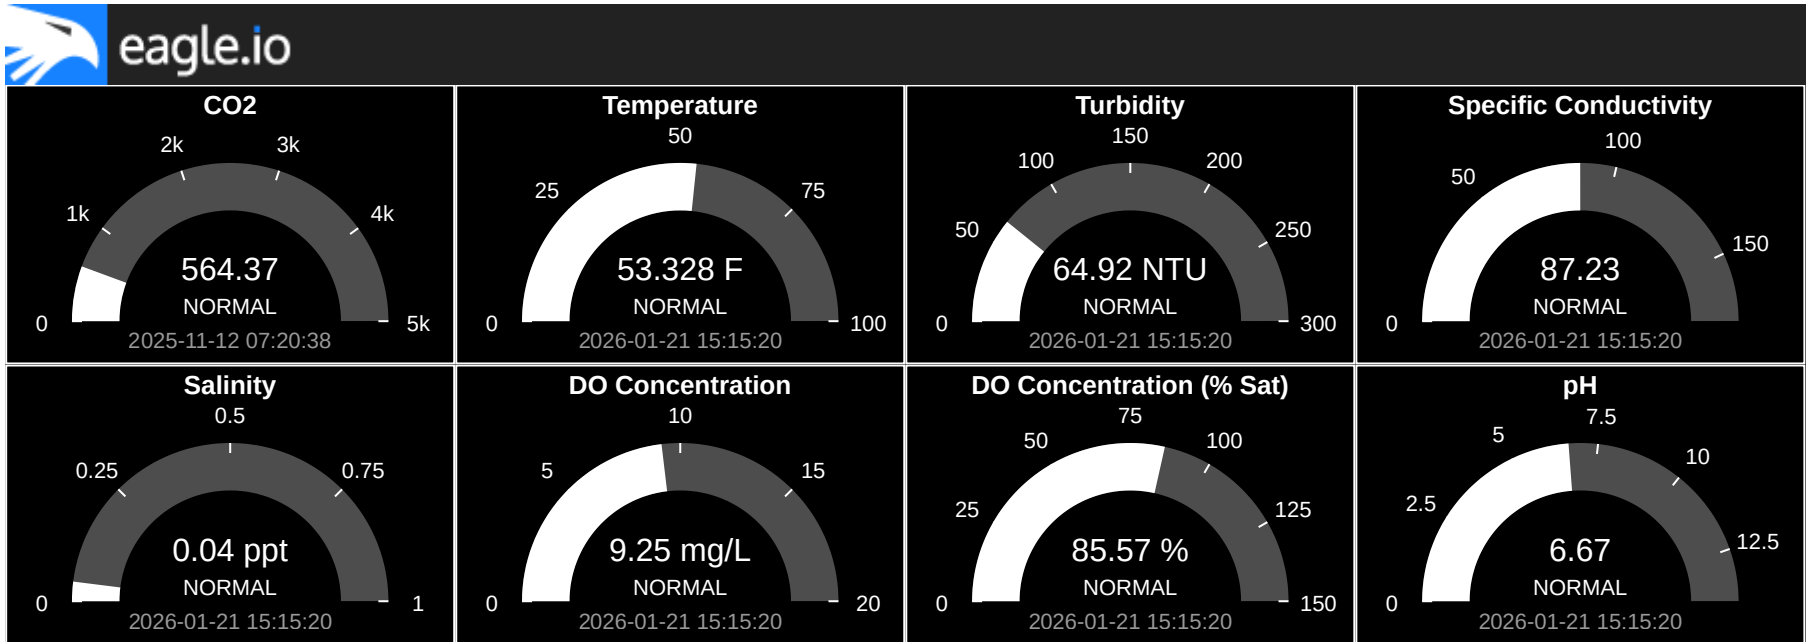 eagle.io
CO2
0
1k
2k
3k
4k
5k
564.37
NORMAL
2025-11-12 07:20:38
Temperature
0
25
50
75
100
53.328 F
NORMAL
2026-01-21 15:15:20
Turbidity
0
50
100
150
200
250
300
64.92 NTU
NORMAL
2026-01-21 15:15:20
Specific Conductivity
0
50
100
150
87.23
NORMAL
2026-01-21 15:15:20
Salinity
0
0.25
0.5
0.75
1
0.04 ppt
NORMAL
2026-01-21 15:15:20
DO Concentration
0
5
10
15
20
9.25 mg/L
NORMAL
2026-01-21 15:15:20
DO Concentration (% Sat)
0
25
50
75
100
125
150
85.57 %
NORMAL
2026-01-21 15:15:20
pH
0
2.5
5
7.5
10
12.5
6.67
NORMAL
2026-01-21 15:15:20